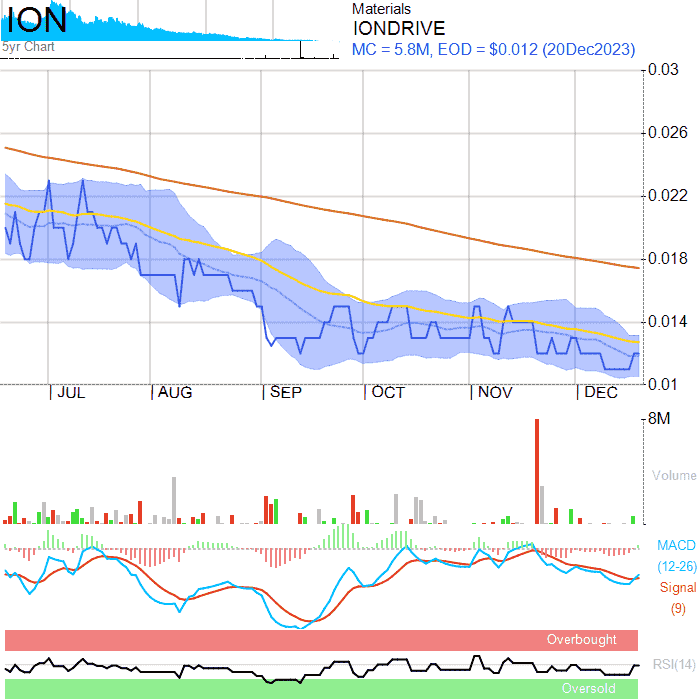 ION
5yr Chart
Materials
IONDRIVE
MC = 5.8M, EOD = $0.012 (20Dec2023)
0.03
0.026
0.022
0.018
0.014
0.01
| JUL | AUG | SEP | OCT | NOV | DEC
8M
Volume
MACD
(12-26)
Signal
(9)
Overbought
RSI(14)
Oversold